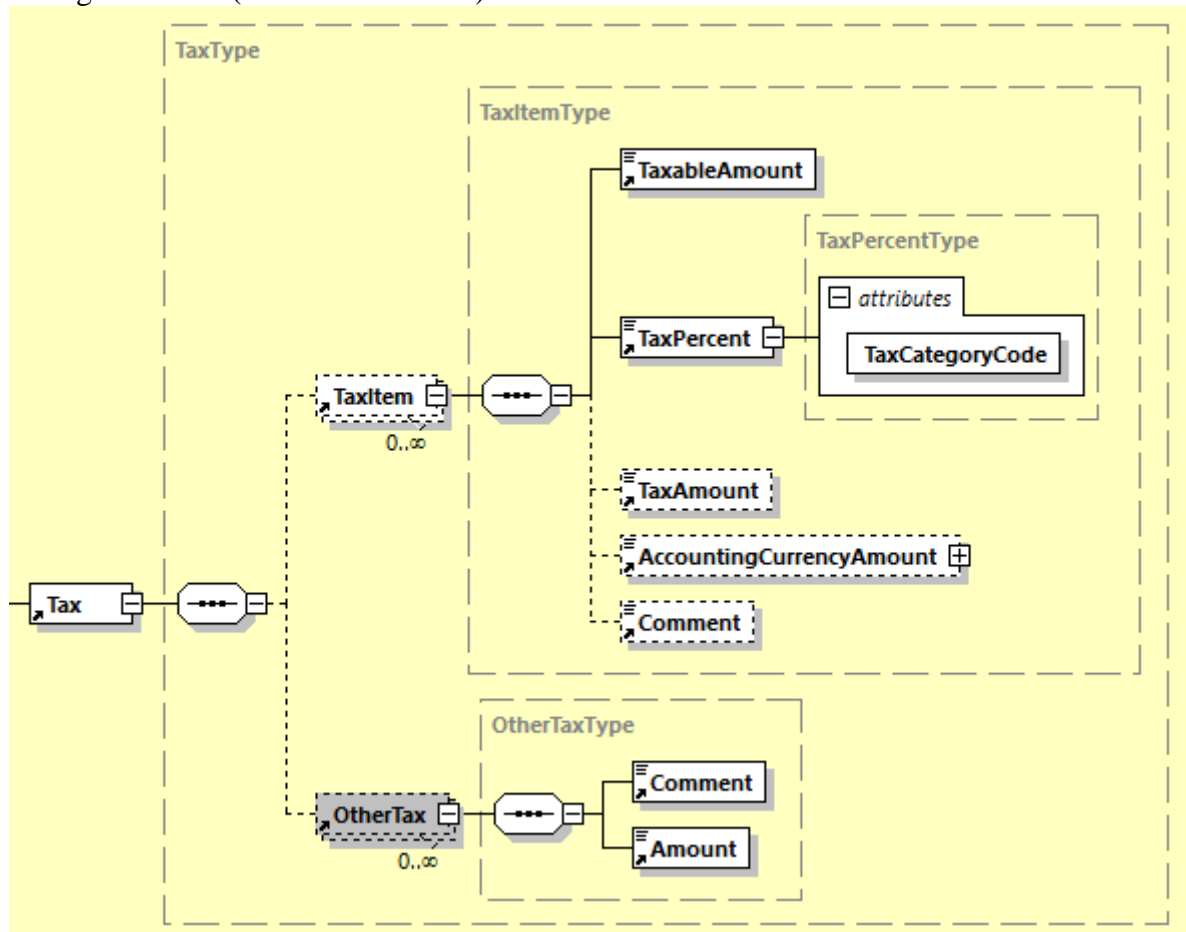 TaxType
TaxItemType
TaxableAmount
TaxPercentType
attributes
TaxPercent
TaxCategoryCode
TaxItem
0..∞
TaxAmount
AccountingCurrencyAmount
Tax
Comment
OtherTaxType
Comment
OtherTax
Amount
0..∞